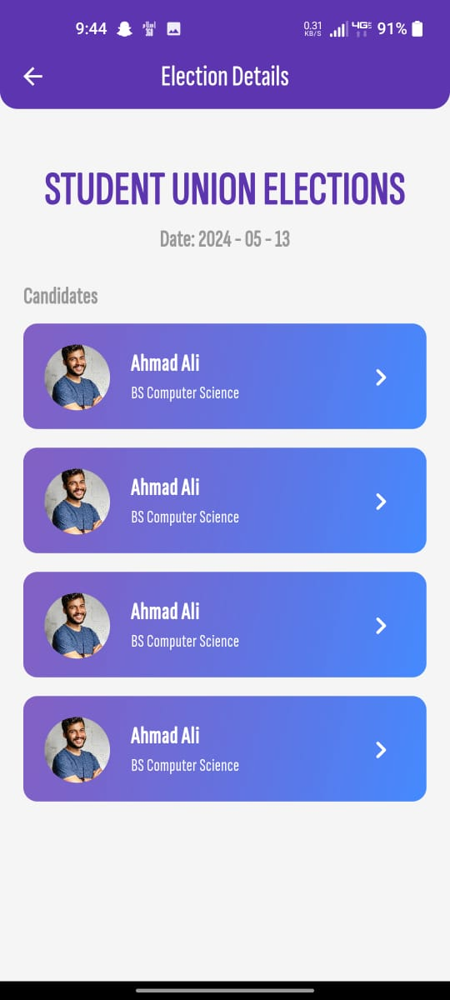 9:44
0.31
KB/S
4G
91%
Election Details
STUDENT UNION ELECTIONS
Date: 2024 - 05 - 13
Candidates
Ahmad Ali
BS Computer Science
Ahmad Ali
BS Computer Science
Ahmad Ali
BS Computer Science
Ahmad Ali
BS Computer Science